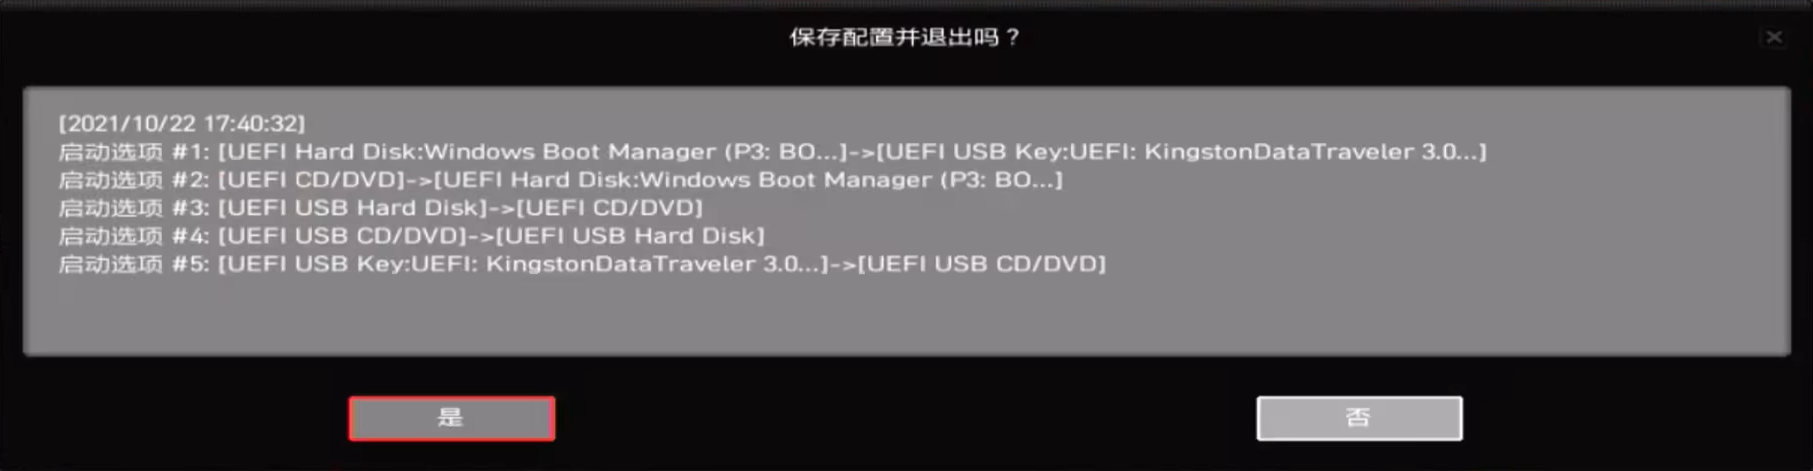 保存配置并退出吗？
[2021/10/22 17:40:32]
启动选项 #1: [UEFI Hard Disk:Windows Boot Manager (P3: BO...]->[UEFI USB Key:UEFI: KingstonDataTraveler 3.0...]
启动选项 #2: [UEFI CD/DVD]->[UEFI Hard Disk:Windows Boot Manager (P3: BO...]
启动选项 #3: [UEFI USB Hard Disk]->[UEFI CD/DVD]
启动选项 #4: [UEFI USB CD/DVD]->[UEFI USB Hard Disk]
启动选项 #5: [UEFI USB Key:UEFI: KingstonDataTraveler 3.0...]->[UEFI USB CD/DVD]
是 否